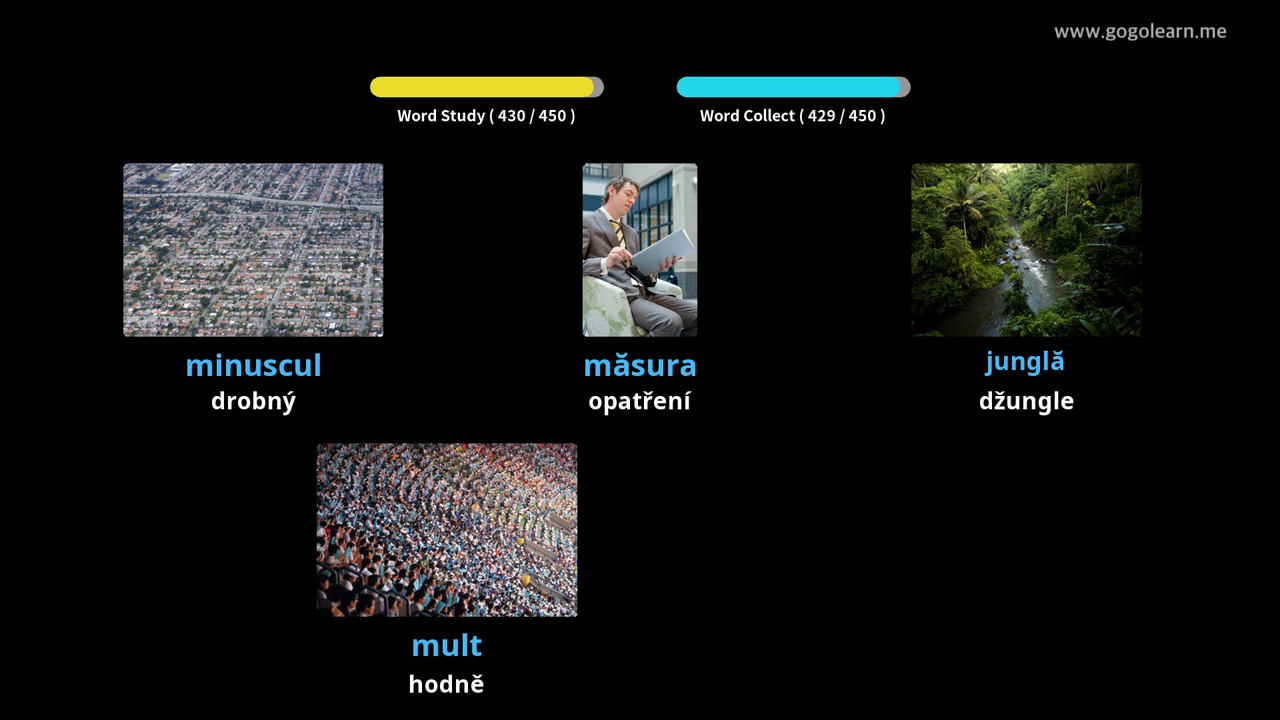 www.gogolearn.me
Word Study ( 430 / 450 )
Word Collect ( 429 / 450 )
minuscul
drobný
măsura
opatření
junglă
džungle
mult
hodně